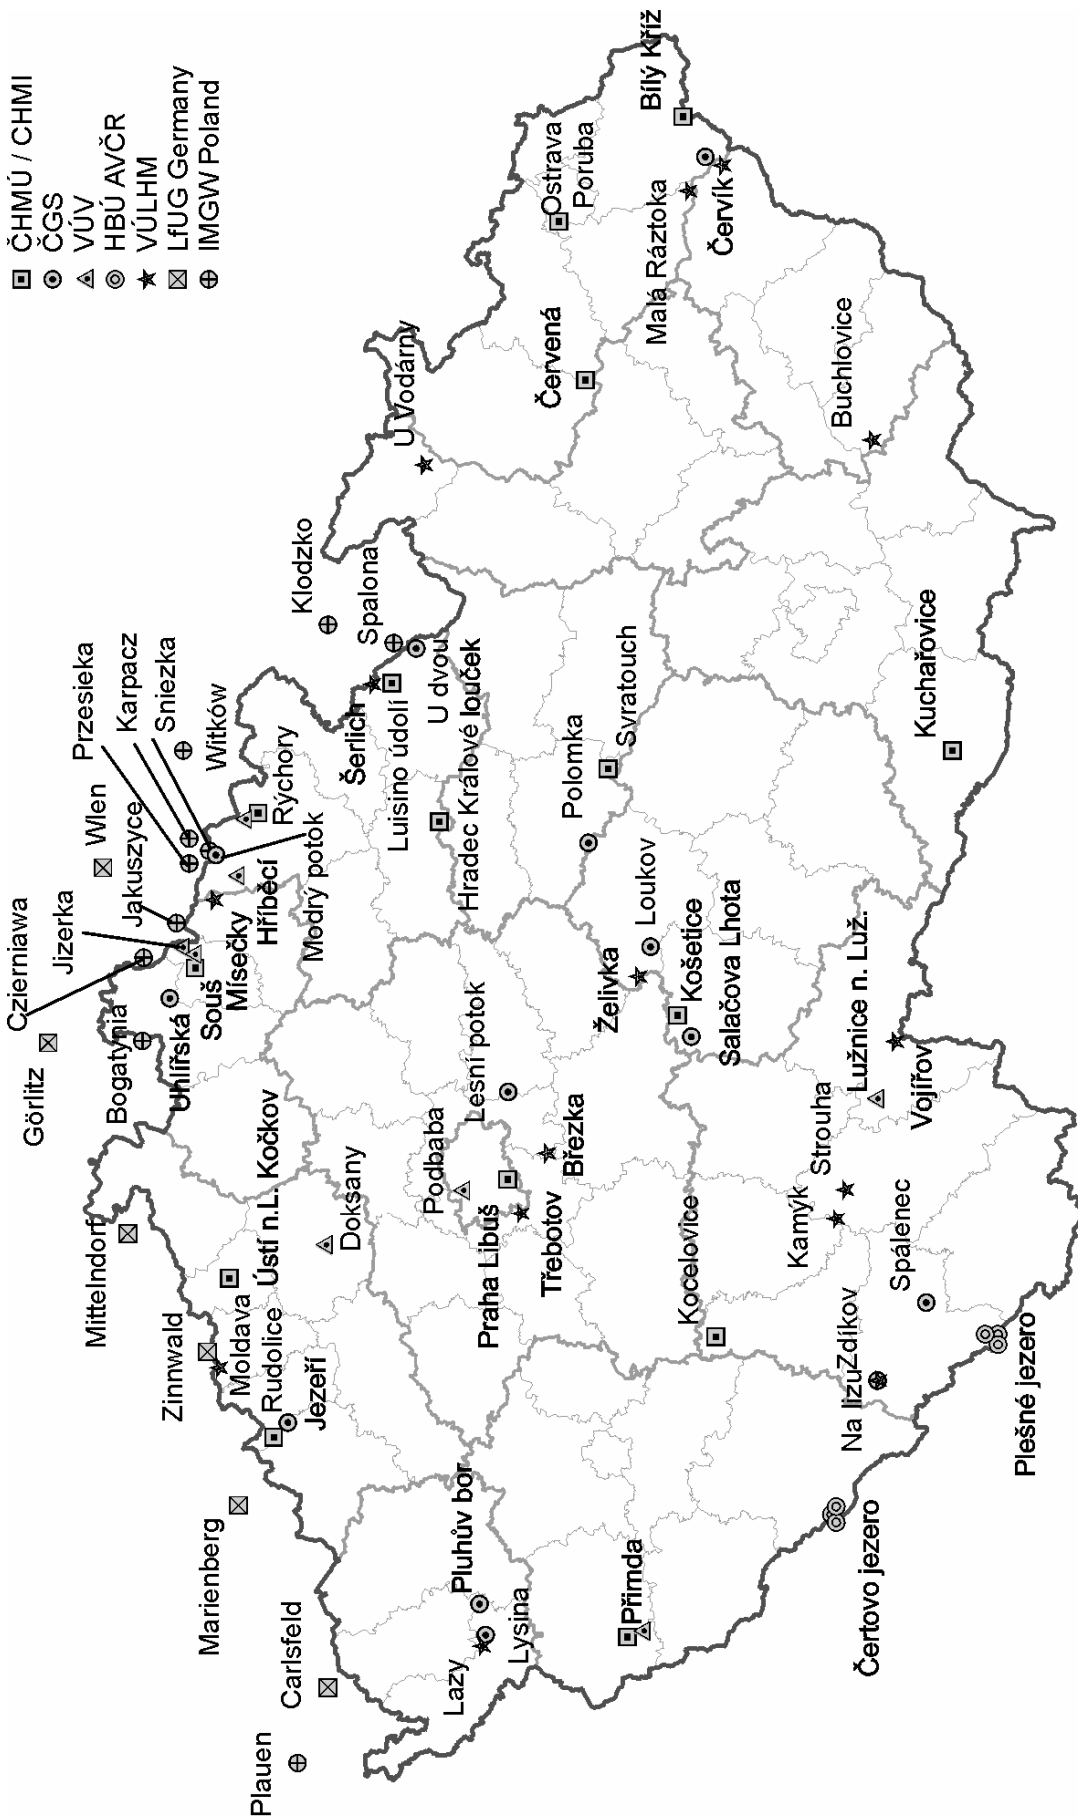 ČHMÚ / CHMI
ČGS
VÚV
HBÚ AVČR
VÚLHM
LfUG Germany
IMGW Poland
Plauen
Carlsfeld
Marienberg
Zinnwald
Mittelndorf
Görlitz
Bogatynia
Czerniawa
Jizerka
Jakuszyce
Wlen
Przesieka
Karpacz
Sniezka
Witków
Klodzko
Spalona
U Vodárny
Červená
Ostrava
Poruba
Bílý Kříž
Malá Ráztoka
Červík
Buchlovice
Kuchařovice
Svratouch
Polomka
Šerlich
Luisino údolí
U dvou
louček
Hradec Králové
Rýchory
Modrý potok
Hříběcí
Mísečky
Souš
Uhlířská
Ústí n.L. Kočkov
Moldava
Rudolice
Jezeří
Doksany
Podbaba
Lesní potok
Praha Libuš
Třebotov
Březka
Loukov
Želivka
Košetice
Salačova Lhota
Kocelovice
Pluhův bor
Lysina
Lazy
Přimda
Čertovo jezero
Plešné jezero
Na lizu
Zdíkov
Spálenec
Kamýk
Strouha
Lužnice n. Luž.
Vojířov